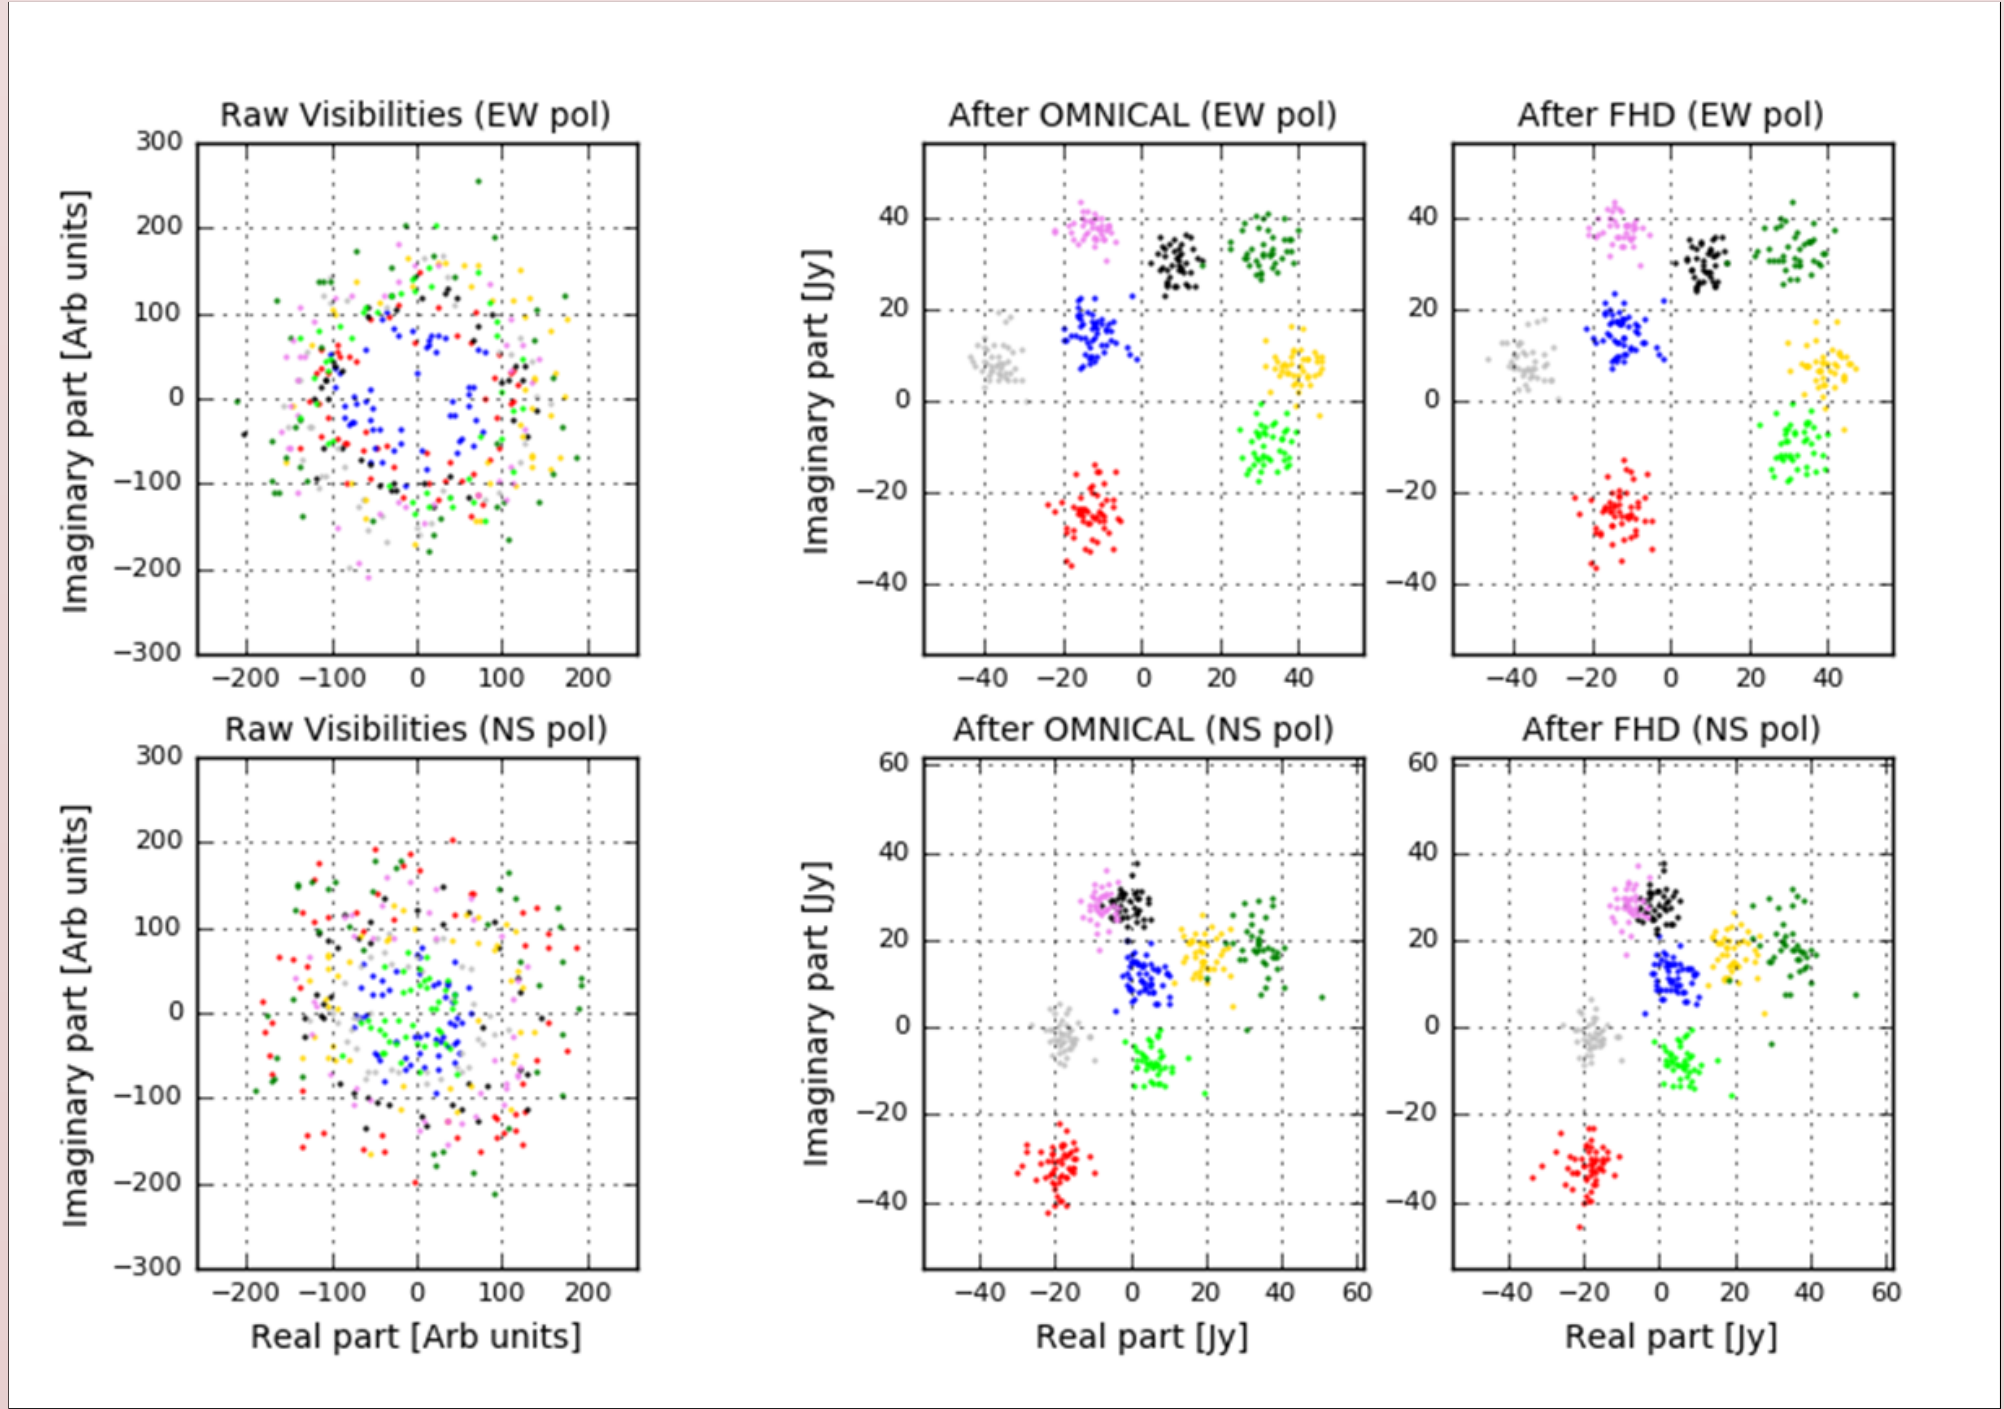 Raw Visibilities (EW pol)
Imaginary part [Arb units]
300
200
100
0
−100
−200
−300
−200 −100 0 100 200
After OMNICAL (EW pol)
Imaginary part [Jy]
40
20
0
−20
−40
−40 −20 0 20 40
After FHD (EW pol)
40
20
0
−20
−40
−40 −20 0 20 40
Raw Visibilities (NS pol)
Imaginary part [Arb units]
300
200
100
0
−100
−200
−300
−200 −100 0 100 200
Real part [Arb units]
After OMNICAL (NS pol)
Imaginary part [Jy]
60
40
20
0
−20
−40
−40 −20 0 20 40 60
Real part [Jy]
After FHD (NS pol)
60
40
20
0
−20
−40
−40 −20 0 20 40 60
Real part [Jy]